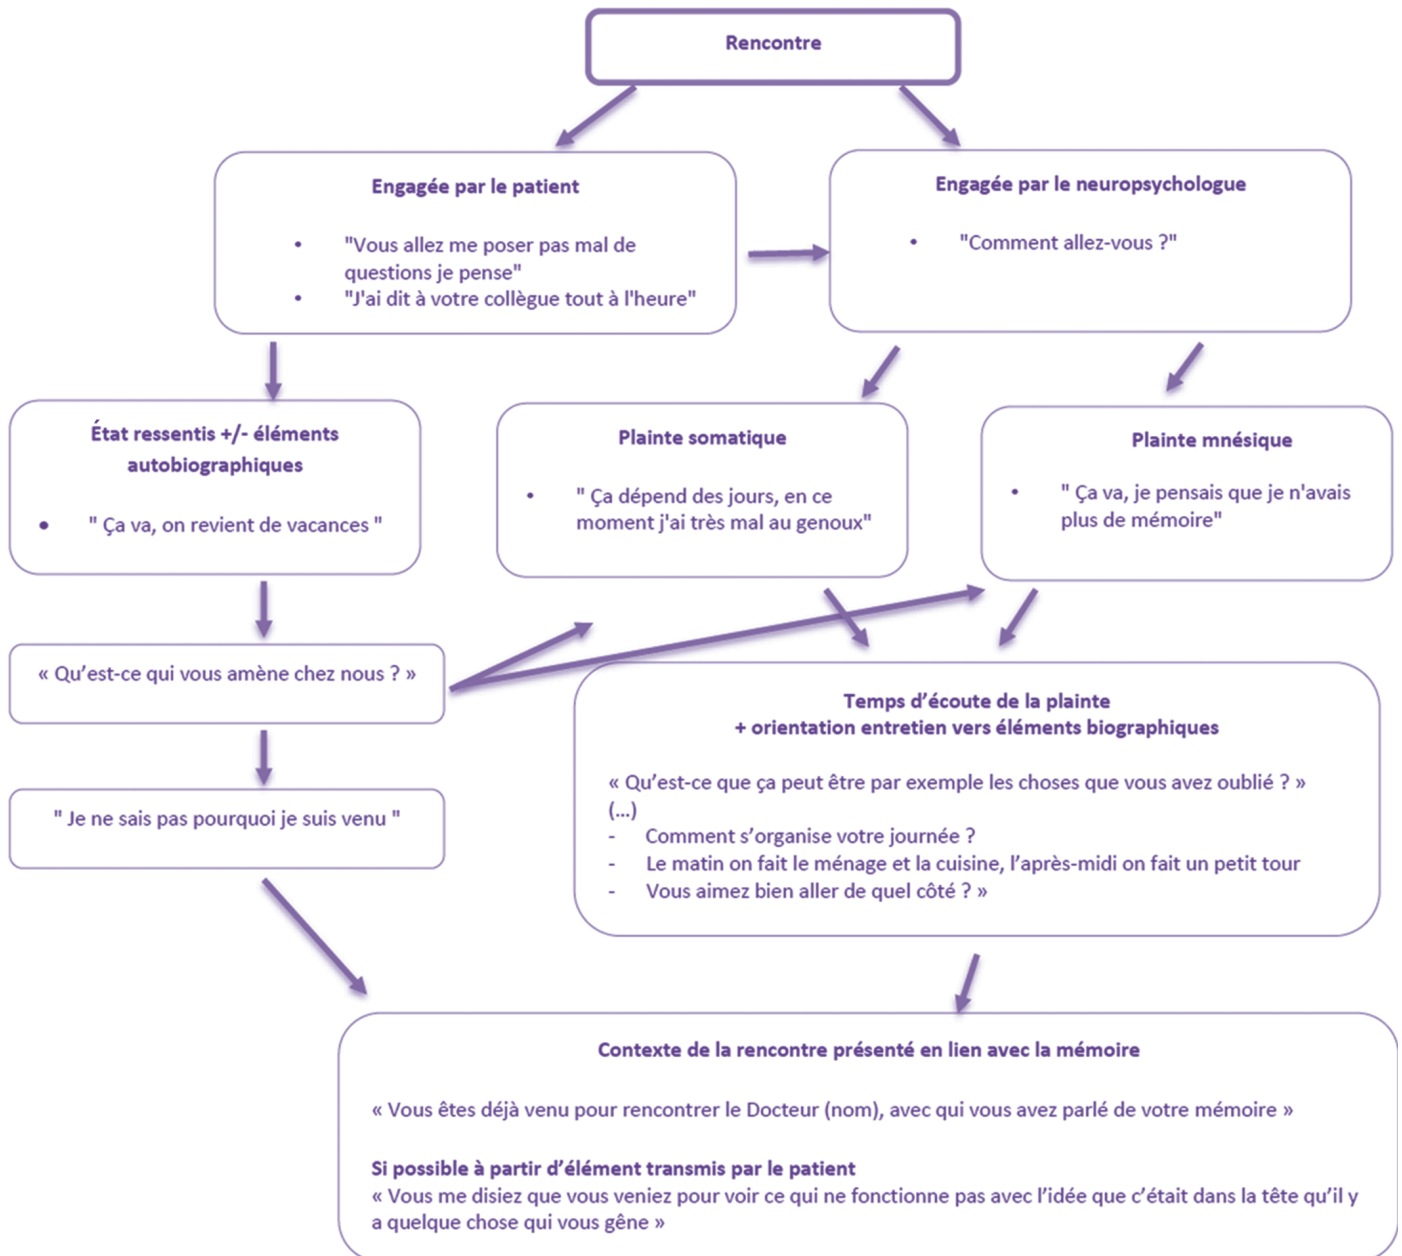 Rencontre
Engagée par le patient
• "Vous allez me poser pas mal de
questions je pense"
• "J'ai dit à votre collègue tout à l'heure"
Engagée par le neuropsychologue
• "Comment allez-vous ?"
État ressentis +/- éléments
autobiographiques
• " Ça va, on revient de vacances "
Plainte somatique
• " Ça dépend des jours, en ce
moment j'ai très mal au genoux"
Plainte mnésique
• " Ça va, je pensais que je n'avais
plus de mémoire"
« Qu’est-ce qui vous amène chez nous ? »
" Je ne sais pas pourquoi je suis venu "
Temps d’écoute de la plainte
+ orientation entretien vers éléments biographiques
« Qu’est-ce que ça peut être par exemple les choses que vous avez oublié ? »
(…)
- Comment s’organise votre journée ?
- Le matin on fait le ménage et la cuisine, l’après-midi on fait un petit tour
- Vous aimez bien aller de quel côté ? »
Contexte de la rencontre présenté en lien avec la mémoire
« Vous êtes déjà venu pour rencontrer le Docteur (nom), avec qui vous avez parlé de votre mémoire »
Si possible à partir d’élément transmis par le patient
« Vous me disiez que vous veniez pour voir ce qui ne fonctionne pas avec l’idée que c’était dans la tête qu’il y
a quelque chose qui vous gêne »